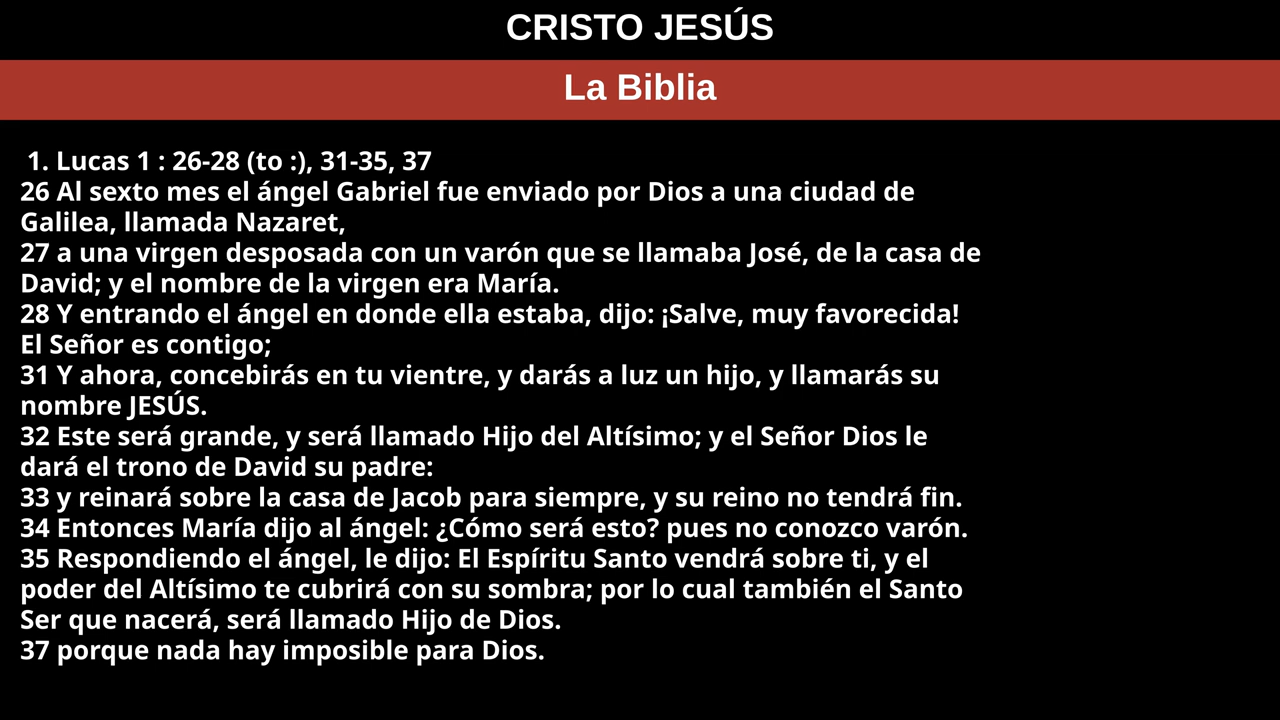 CRISTO JESÚS
La Biblia
1. Lucas 1 : 26-28 (to :), 31-35, 37
26 Al sexto mes el ángel Gabriel fue enviado por Dios a una ciudad de
Galilea, llamada Nazaret,
27 a una virgen desposada con un varón que se llamaba José, de la casa de
David; y el nombre de la virgen era María.
28 Y entrando el ángel en donde ella estaba, dijo: ¡Salve, muy favorecida!
El Señor es contigo;
31 Y ahora, concebirás en tu vientre, y darás a luz un hijo, y llamarás su
nombre JESÚS.
32 Este será grande, y será llamado Hijo del Altísimo; y el Señor Dios le
dará el trono de David su padre:
33 y reinará sobre la casa de Jacob para siempre, y su reino no tendrá fin.
34 Entonces María dijo al ángel: ¿Cómo será esto? pues no conozco varón.
35 Respondiendo el ángel, le dijo: El Espíritu Santo vendrá sobre ti, y el
poder del Altísimo te cubrirá con su sombra; por lo cual también el Santo
Ser que nacerá, será llamado Hijo de Dios.
37 porque nada hay imposible para Dios.